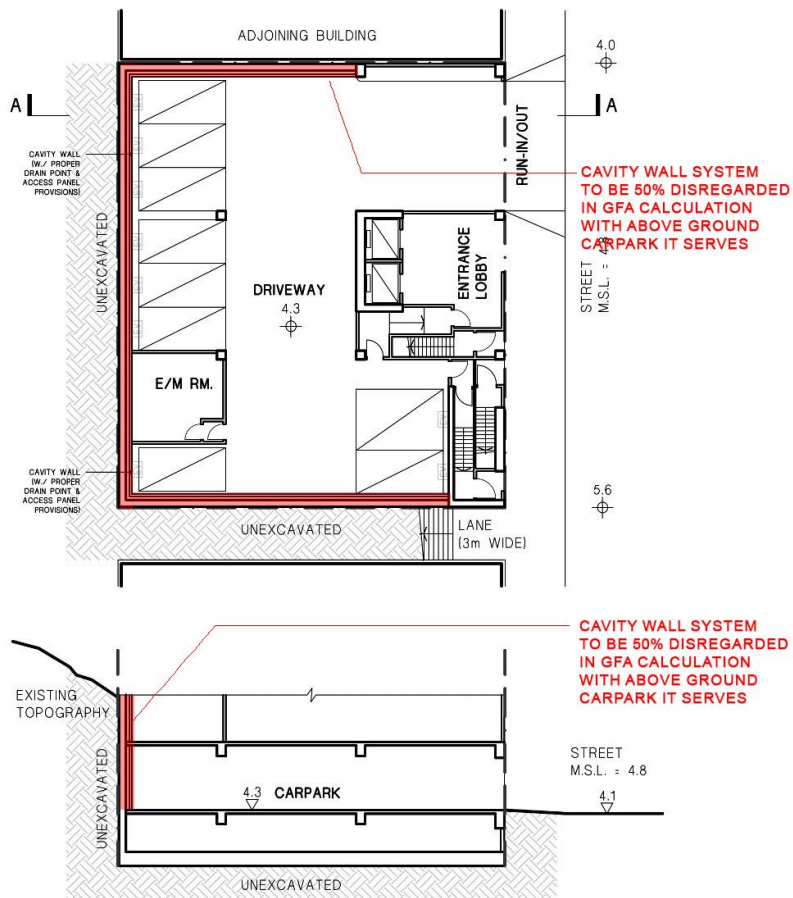 ADJOINING BUILDING
4.0
A
A
CAVITY WALL
(W./ PROPER
DRAIN POINT &
ACCESS PANEL
PROVISIONS)
RUN-IN/OUT
CAVITY WALL SYSTEM
TO BE 50% DISREGARDED
IN GFA CALCULATION
WITH ABOVE GROUND
CARPARK IT SERVES
UNEXCAVATED
DRIVEWAY
4.3
ENTRANCE
LOBBY
STREET
M.S.L. = 4.8
E/M RM.
CAVITY WALL
(W./ PROPER
DRAIN POINT &
ACCESS PANEL
PROVISIONS)
5.6
UNEXCAVATED
LANE
(3m WIDE)
CAVITY WALL SYSTEM
TO BE 50% DISREGARDED
IN GFA CALCULATION
WITH ABOVE GROUND
CARPARK IT SERVES
EXISTING
TOPOGRAPHY
UNEXCAVATED
STREET
M.S.L. = 4.8
4.3 CARPARK
4.1
UNEXCAVATED